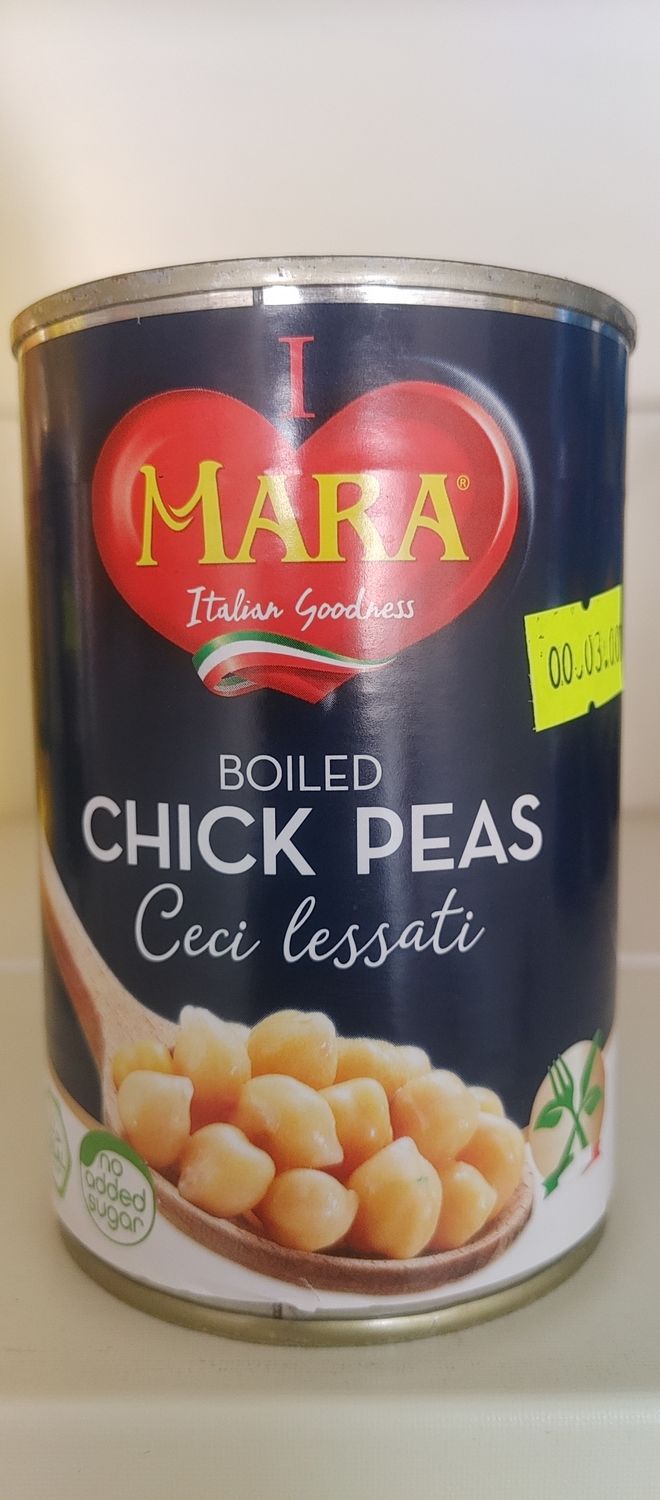 I
MARA®
Italian Goodness
BOILED
CHICK PEAS
Ceci lessati
no
added
sugar